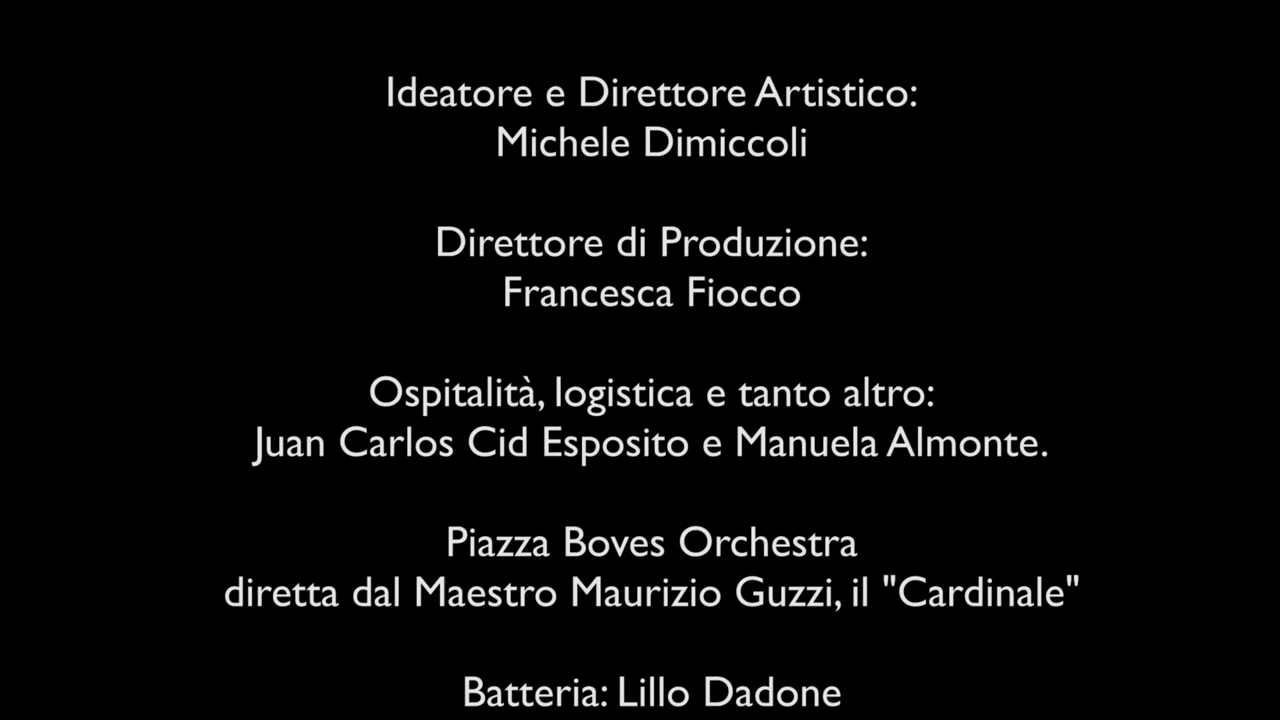 Ideatore e Direttore Artistico:
Michele Dimiccoli
Direttore di Produzione:
Francesca Fiocco
Ospitalità, logistica e tanto altro:
Juan Carlos Cid Esposito e Manuela Almonte.
Piazza Boves Orchestra
diretta dal Maestro Maurizio Guzzi, il "Cardinale"
Batteria: Lillo Dadone